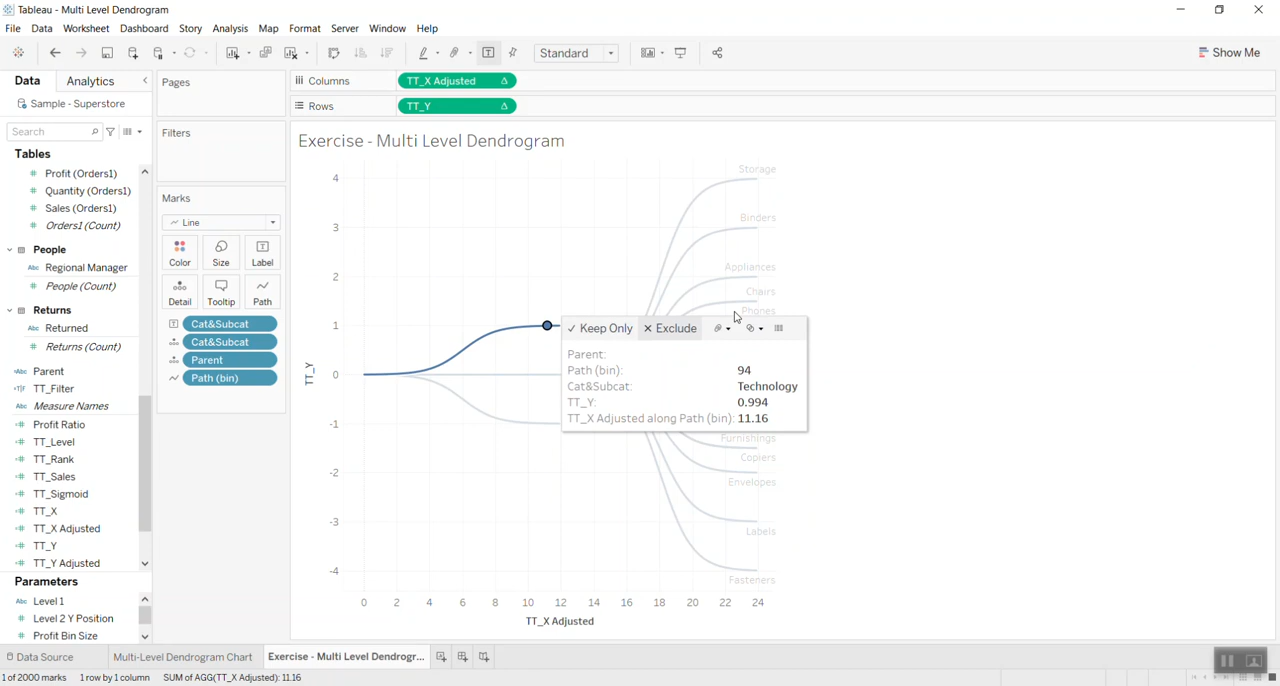 Tableau - Multi Level Dendrogram
File Data Worksheet Dashboard Story Analysis Map Format Server Window Help
Standard
Show Me
Data Analytics
Sample - Superstore
Search
Tables
Profit (Orders1)
Quantity (Orders1)
Sales (Orders1)
Orders1 (Count)
People
Abc Regional Manager
People (Count)
Returns
Abc Returned
Returns (Count)
Abc Parent
T|F TT_Filter
Abc Measure Names
Profit Ratio
TT_Level
TT_Rank
TT_Sales
TT_Sigmoid
TT_X
TT_X Adjusted
TT_Y
TT_Y Adjusted
Parameters
Abc Level 1
Level 2 Y Position
Profit Bin Size
Pages
Filters
Marks
Line
Color Size Label
Detail Tooltip Path
Cat&Subcat
Cat&Subcat
Parent
Path (bin)
Columns TT_X Adjusted
Rows TT_Y
Exercise - Multi Level Dendrogram
4
3
2
1
0
-1
-2
-3
-4
TT_Y
Storage
Binders
Appliances
Chairs
Phones
Keep Only Exclude
Parent:
Path (bin): 94
Cat&Subcat: Technology
TT_Y: 0.994
TT_X Adjusted along Path (bin): 11.16
Furnishings
Copiers
Envelopes
Labels
Fasteners
0 2 4 6 8 10 12 14 16 18 20 22 24
TT_X Adjusted
Data Source Multi-Level Dendrogram Chart Exercise - Multi Level Dendrogr...
1 of 2000 marks 1 row by 1 column SUM of AGG(TT_X Adjusted): 11.16